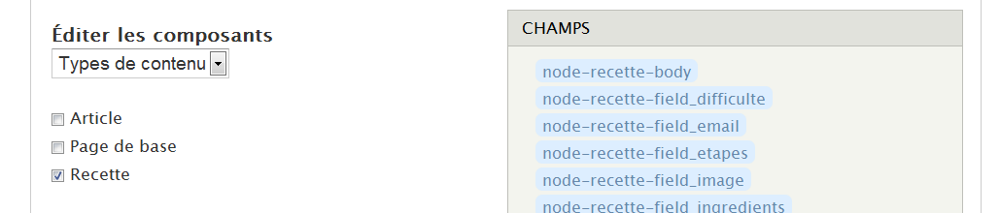 Éditer les composants
Types de contenu
Article
Page de base
Recette
CHAMPS
node-recette-body
node-recette-field_difficulte
node-recette-field_email
node-recette-field_etapes
node-recette-field_image
node-recette-field_ingredients